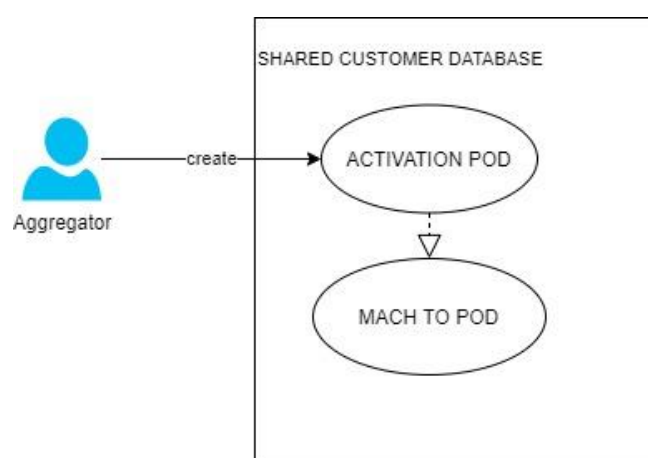 SHARED CUSTOMER DATABASE
create
ACTIVATION POD
Aggregator
MACH TO POD